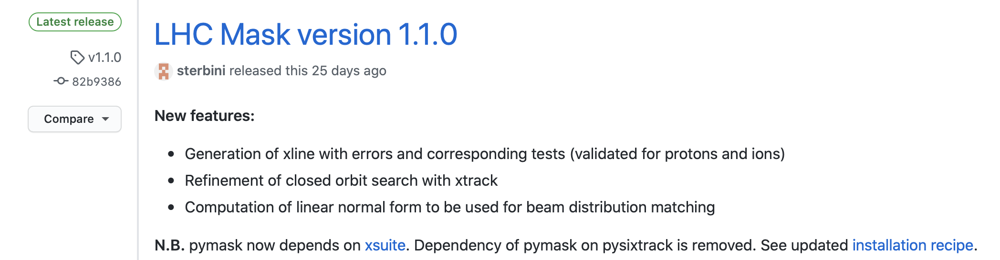 Latest release
v1.1.0
82b9386
Compare
LHC Mask version 1.1.0
sterbini released this 25 days ago
New features:
• Generation of xline with errors and corresponding tests (validated for protons and ions)
• Refinement of closed orbit search with xtrack
• Computation of linear normal form to be used for beam distribution matching
N.B. pymask now depends on xsuite. Dependency of pymask on pysixtrack is removed. See updated installation recipe.